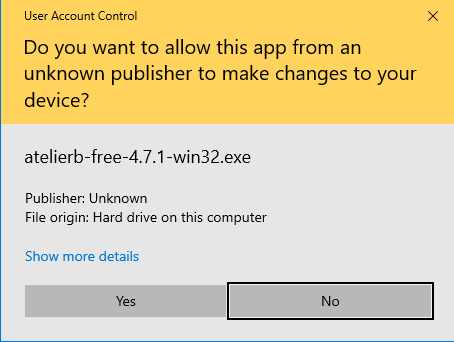 User Account Control
Do you want to allow this app from an
unknown publisher to make changes to your
device?
atelierb-free-4.7.1-win32.exe
Publisher: Unknown
File origin: Hard drive on this computer
Show more details
Yes
No